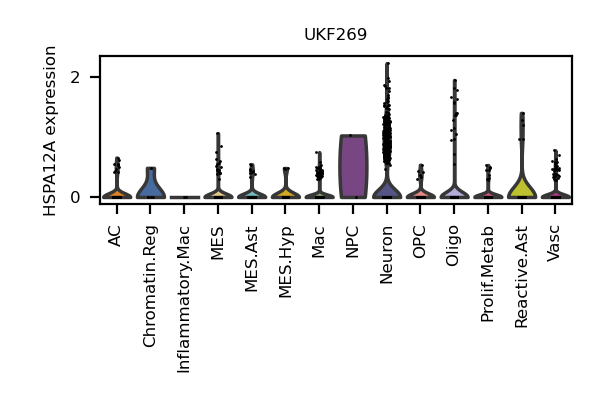 UKF269
HSPA12A expression
2
0
AC
Chromatin.Reg
Inflammatory.Mac
MES
MES.Ast
MES.Hyp
Mac
NPC
Neuron
OPC
Oligo
Prolif.Metab
Reactive.Ast
Vasc